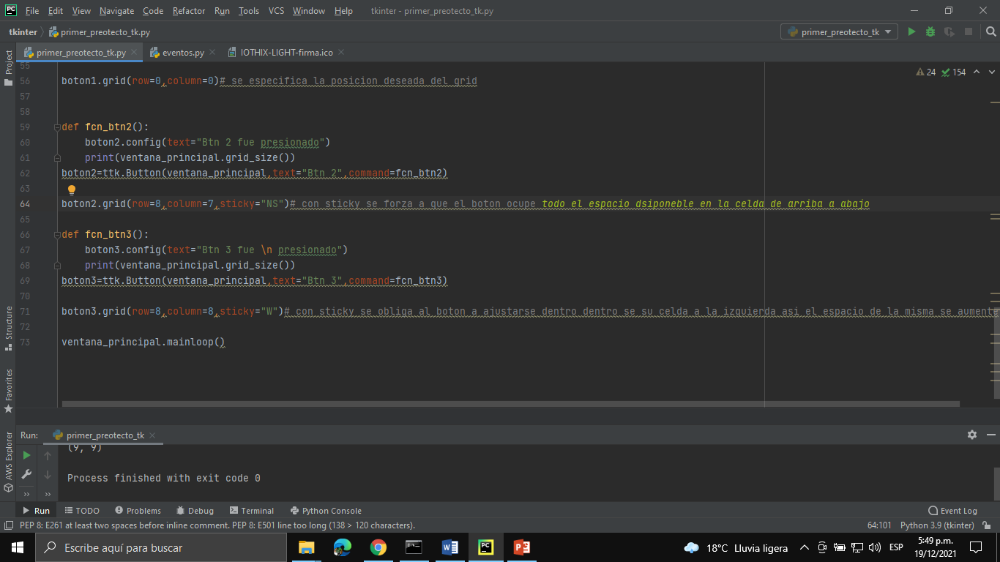 File Edit View Navigate Code Refactor Run Tools VCS Window Help tkinter - primer_preotecto_tk.py
tkinter primer_preotecto_tk.py primer_preotecto_tk
primer_preotecto_tk.py eventos.py IOTHIX-LIGHT-firma.ico
Project
55
24 154
56 boton1.grid(row=0,column=0)# se especifica la posicion deseada del grid
57
58
59 def fcn_btn2():
60 boton2.config(text="Btn 2 fue presionado")
61 print(ventana_principal.grid_size())
62 boton2=ttk.Button(ventana_principal,text="Btn 2",command=fcn_btn2)
63
64 boton2.grid(row=8,column=7,sticky="NS")# con sticky se forza a que el boton ocupe todo el espacio dsiponeble en la celda de arriba a abajo
65
66 def fcn_btn3():
67 boton3.config(text="Btn 3 fue \n presionado")
68 print(ventana_principal.grid_size())
69 boton3=ttk.Button(ventana_principal,text="Btn 3",command=fcn_btn3)
70
71 boton3.grid(row=8,column=8,sticky="W")# con sticky se obliga al boton a ajustarse dentro dentro se su celda a la izquierda asi el espacio de la misma se aumente
72
73 ventana_principal.mainloop()
Structure
Favorites
AWS Explorer
Run: primer_preotecto_tk
(9, 9)
Process finished with exit code 0
Run TODO Problems Debug Terminal Python Console Event Log
PEP 8: E261 at least two spaces before inline comment. PEP 8: E501 line too long (138 > 120 characters). 64:101 Python 3.9 (tkinter)
Escribe aquí para buscar 18°C Lluvia ligera ESP 5:49 p.m.
19/12/2021